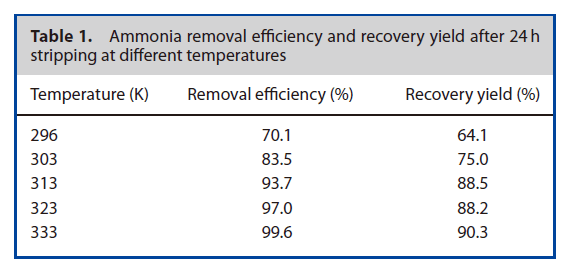 Table 1. Ammonia removal efficiency and recovery yield after 24 h
stripping at different temperatures
Temperature (K) Removal efficiency (%) Recovery yield (%)
296 70.1 64.1
303 83.5 75.0
313 93.7 88.5
323 97.0 88.2
333 99.6 90.3